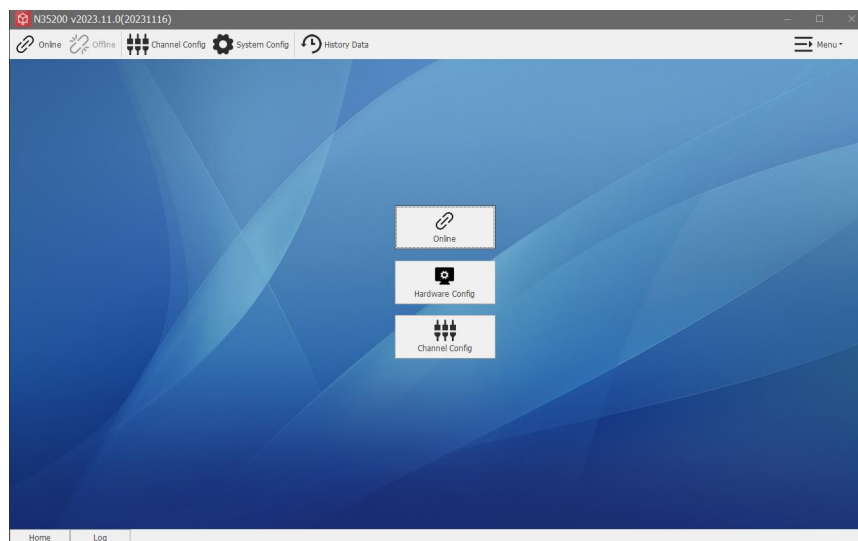 N35200 v2023.11.0(20231116)
Online Offline Channel Config System Config History Data Menu
Online
Hardware Config
Channel Config
Home Log